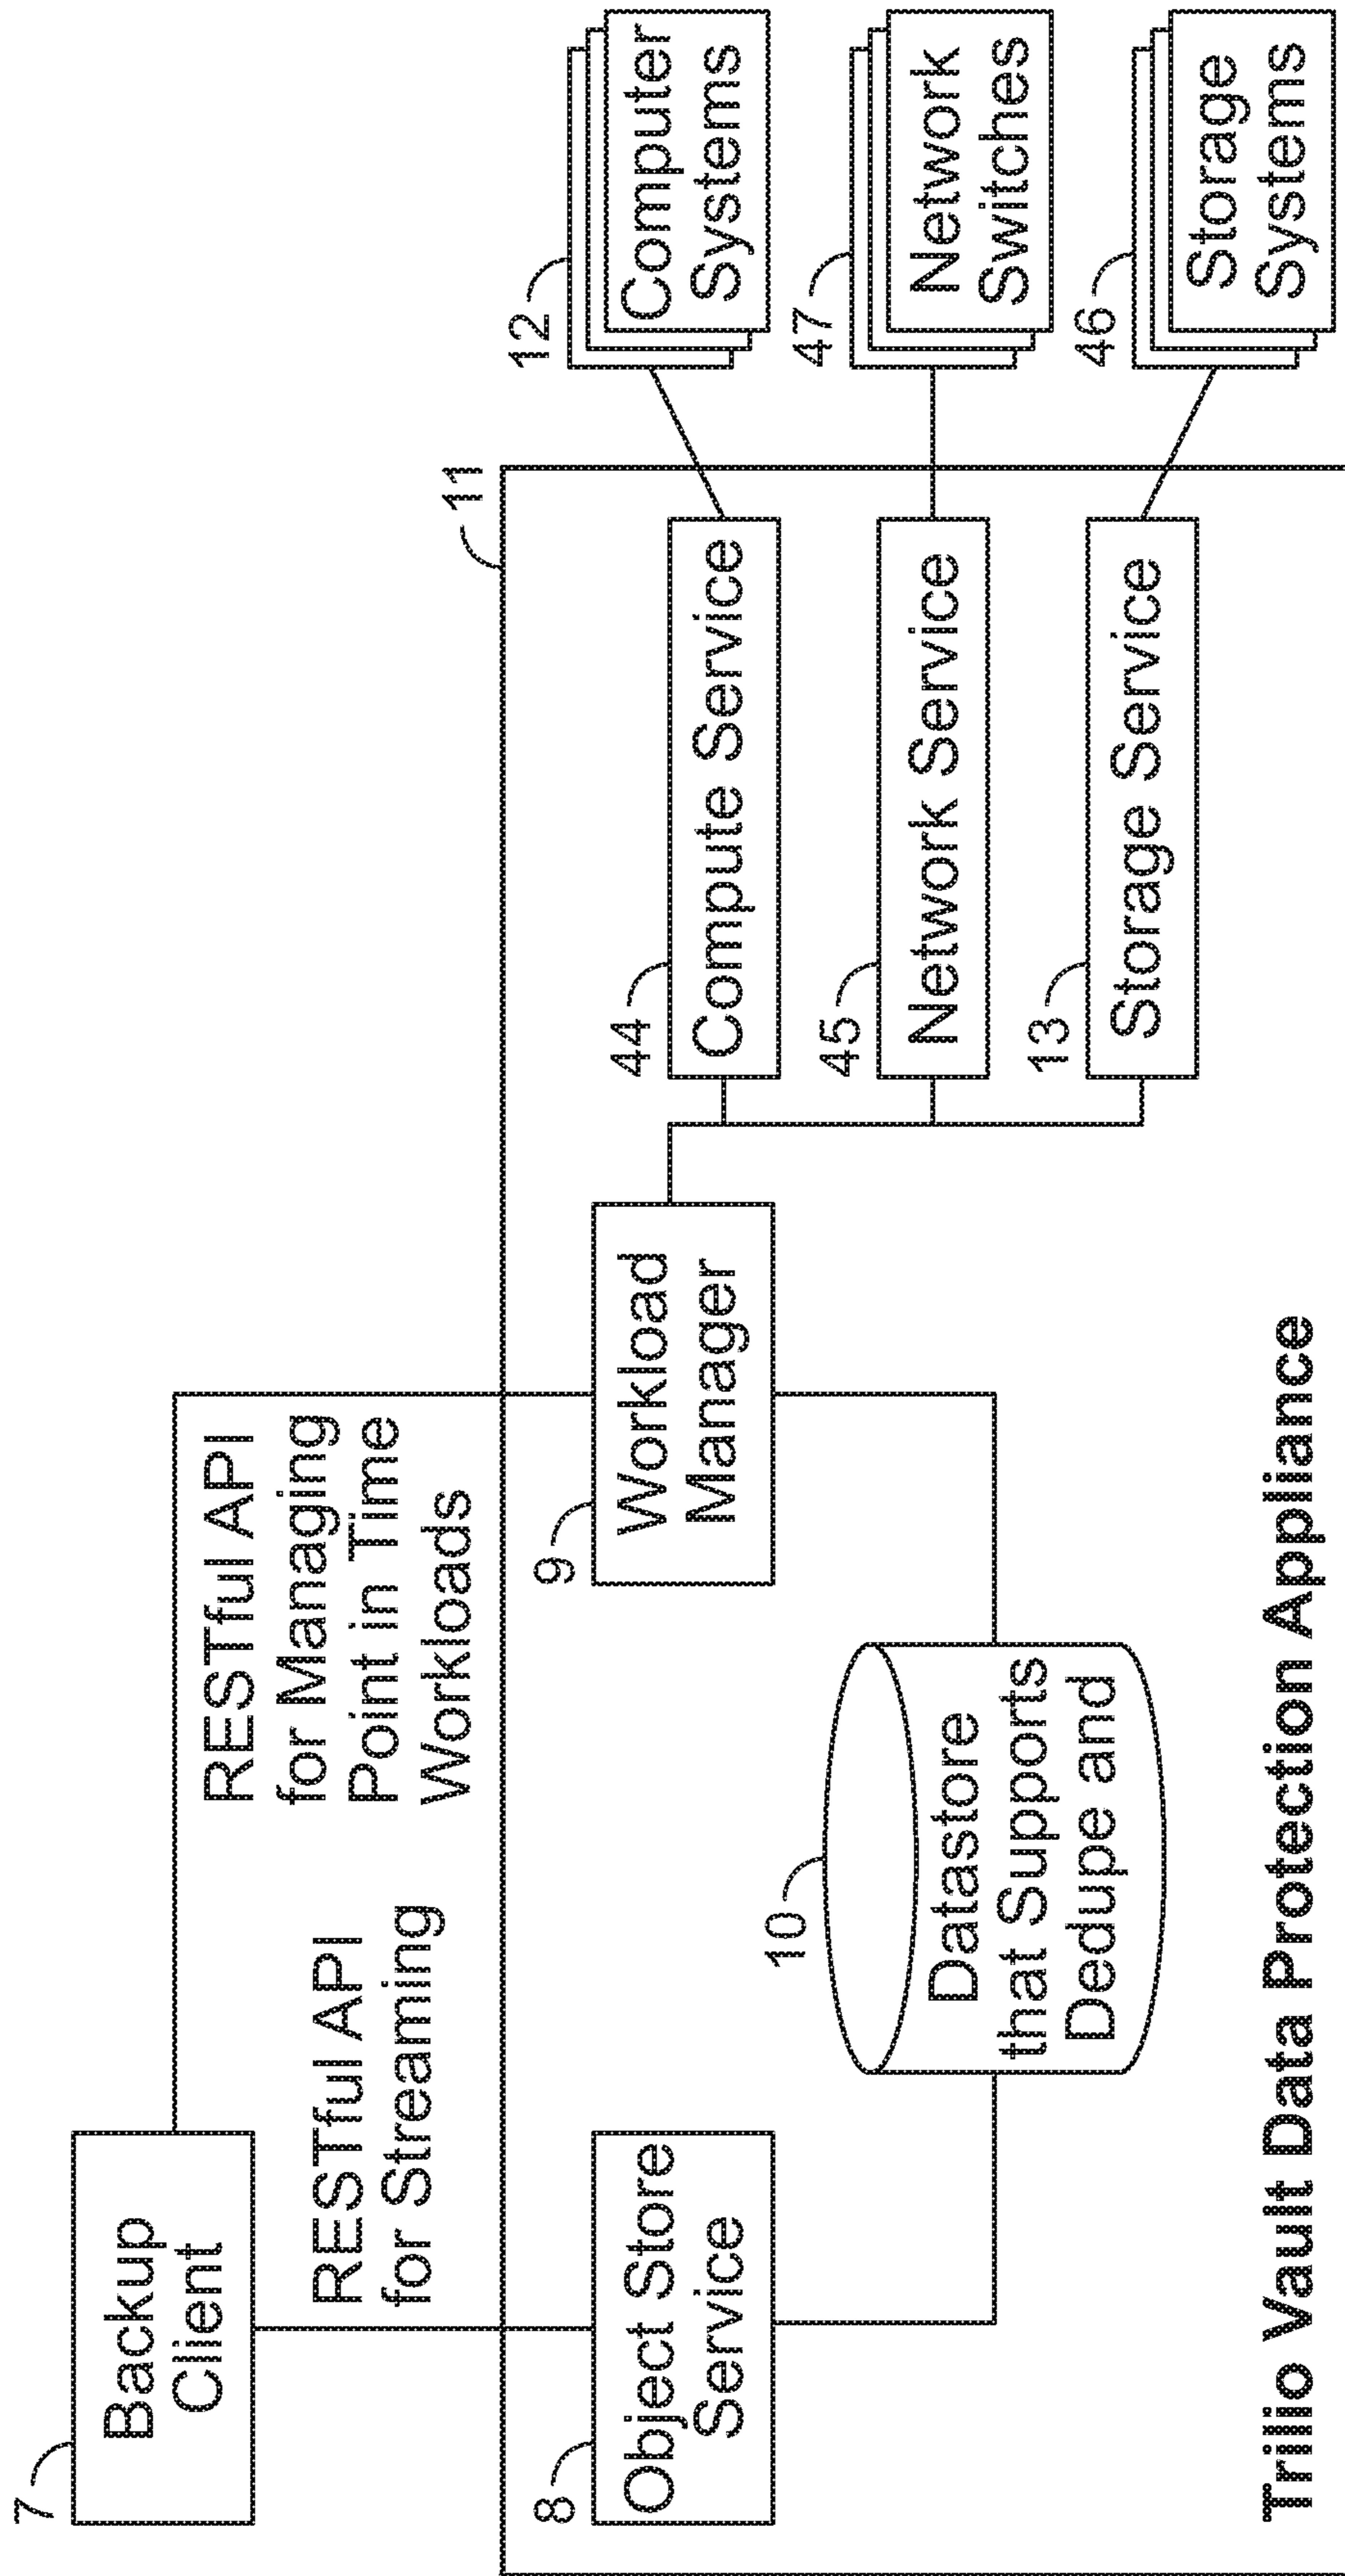 7
Backup
Client
RESTful API
for Streaming
RESTful API
for Managing
Point in Time
Workloads
11
8
Object Store
Service
9
Workload
Manager
10
Datastore
that Supports
Dedupe and
44
Compute Service
45
Network Service
13
Storage Service
12
Computer
Systems
47
Network
Switches
46
Storage
Systems
Trilio Vault Data Protection Appliance